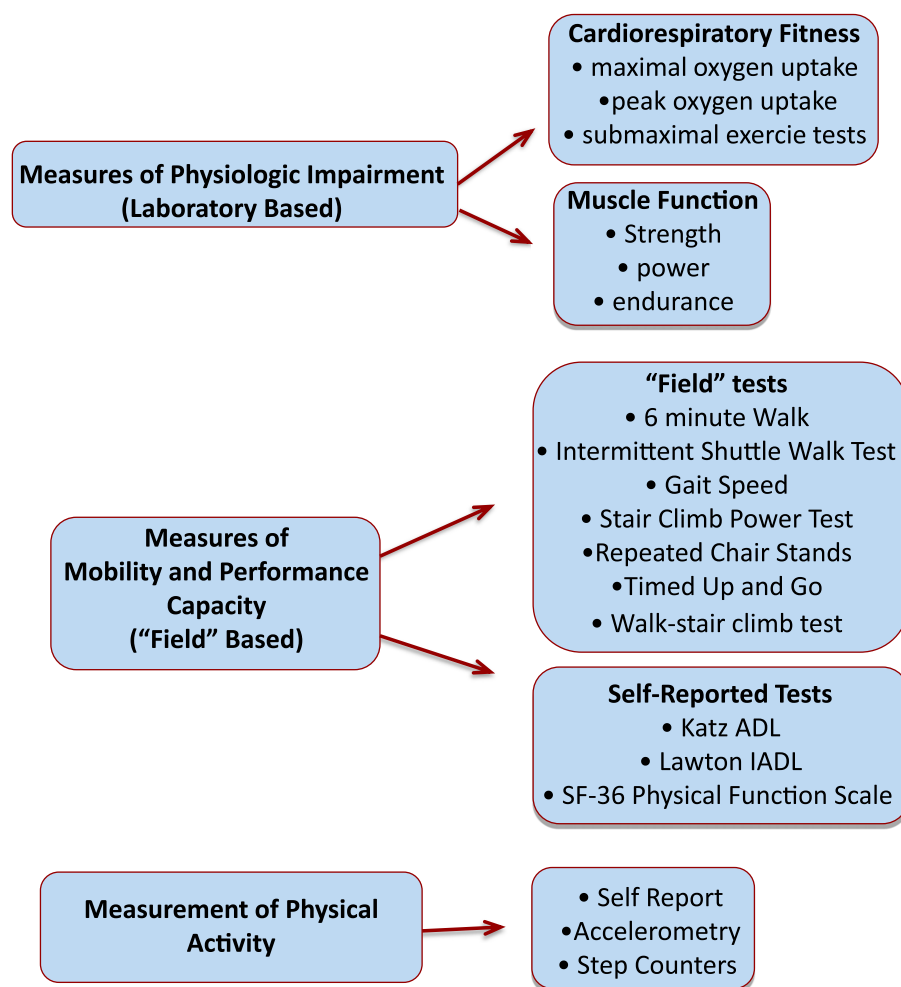 Cardiorespiratory Fitness
• maximal oxygen uptake
•peak oxygen uptake
• submaximal exercie tests
Measures of Physiologic Impairment
(Laboratory Based)
Muscle Function
• Strength
• power
• endurance
“Field” tests
• 6 minute Walk
• Intermittent Shuttle Walk Test
• Gait Speed
• Stair Climb Power Test
•Repeated Chair Stands
•Timed Up and Go
• Walk-stair climb test
Measures of
Mobility and Performance
Capacity
(“Field” Based)
Self-Reported Tests
• Katz ADL
• Lawton IADL
• SF-36 Physical Function Scale
Measurement of Physical
Activity
• Self Report
•Accelerometry
• Step Counters